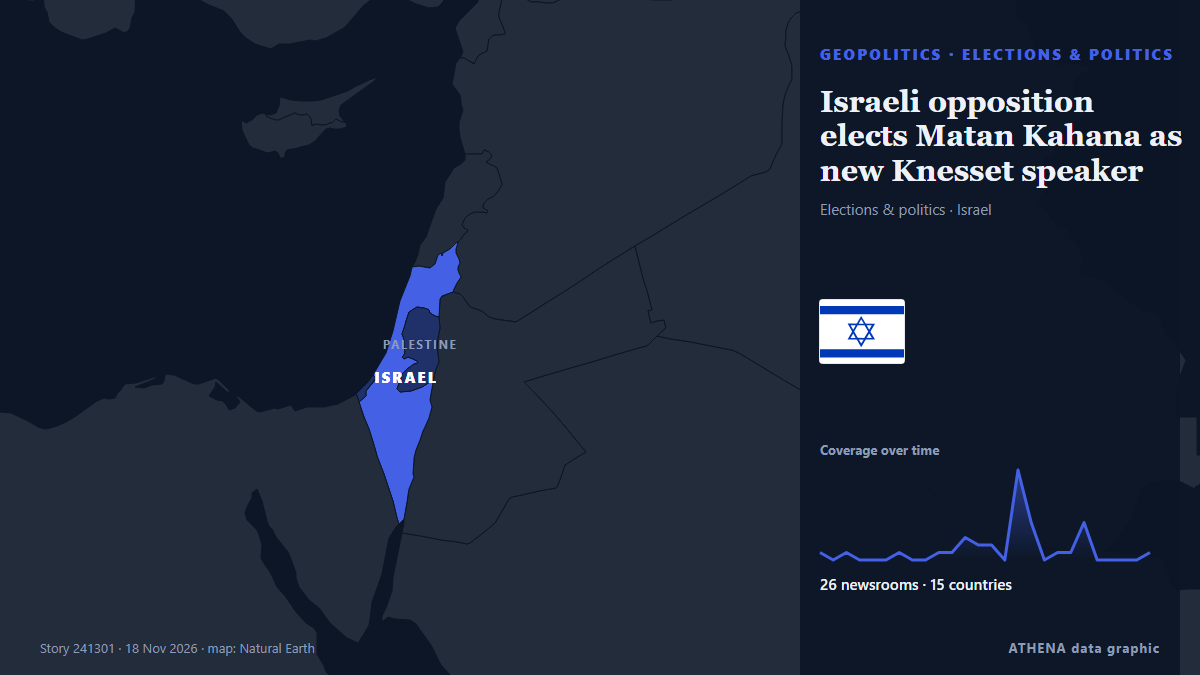 GEOPOLITICS · ELECTIONS & POLITICS
Israeli opposition
elects Matan Kahana as
new Knesset speaker
Elections & politics · Israel
PALESTINE
ISRAEL
Coverage over time
26 newsrooms · 15 countries
Story 241301 · 18 Nov 2026 · map: Natural Earth
ATHENA data graphic